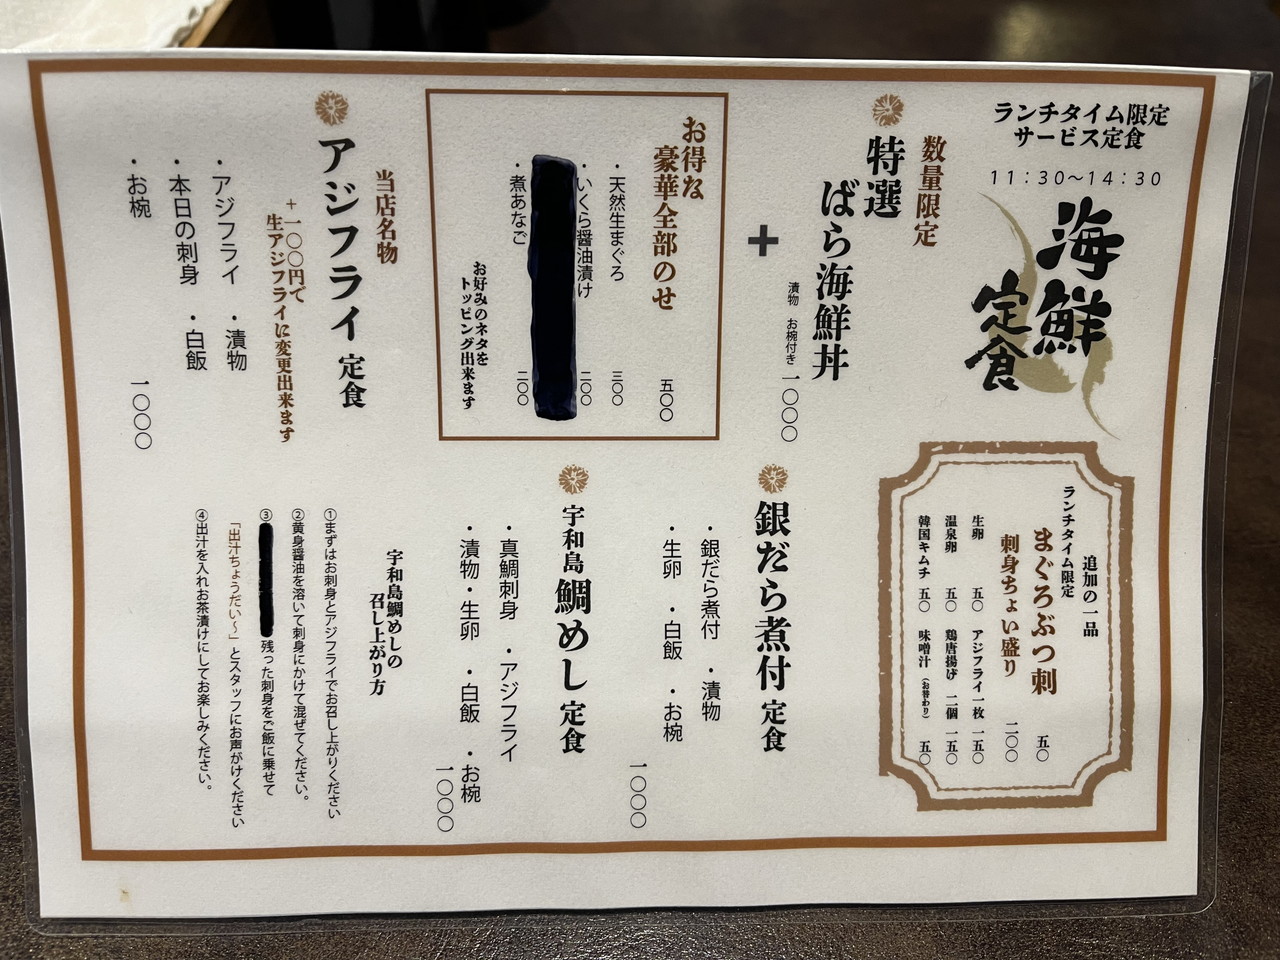 ランチタイム限定
サービス定食
11:30〜14:30
海鮮
定食
数量限定
特選
ばら海鮮丼
漬物 お椀付き 一〇〇〇
+
お得な
豪華全部のせ 五〇〇
・天然生まぐろ 三〇〇
・いくら醤油漬け 二〇〇
・煮あなご 二〇〇
お好みのネタを
トッピング出来ます
当店名物
アジフライ 定食
+一〇〇円で
生アジフライに変更出来ます
・アジフライ ・漬物
・本日の刺身 ・白飯
・お椀
一〇〇〇
追加の一品
ランチタイム限定
まぐろぶつ刺 五〇
刺身ちょい盛り 二〇〇
生卵 五〇 アジフライ一枚 一五〇
温泉卵 五〇 鶏唐揚げ 二個 一五〇
韓国キムチ 五〇 味噌汁(お替わり) 五〇
銀だら煮付 定食
・銀だら煮付 ・漬物
・生卵 ・白飯 ・お椀
一〇〇〇
宇和島 鯛めし 定食
・真鯛刺身 ・アジフライ
・漬物・生卵 ・白飯 ・お椀
一〇〇〇
宇和島鯛めしの
召し上がり方
①まずはお刺身とアジフライでお召し上がりください
②黄身醤油を溶いて刺身にかけて混ぜてください。
③ 残った刺身をご飯に乗せて
「出汁ちょうだい〜」とスタッフにお声がけください
④出汁を入れお茶漬けにしてお楽しみください。